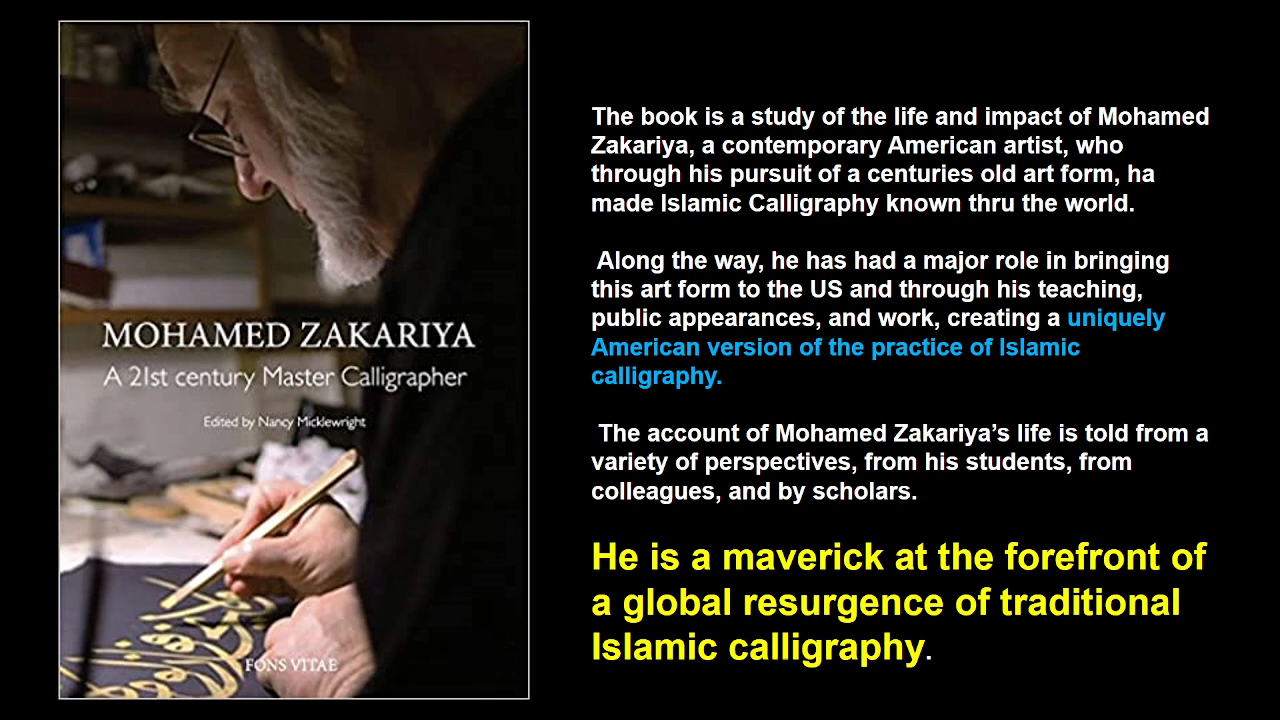 MOHAMED ZAKARIYA
A 21st century Master Calligrapher
Edited by Nancy Micklewright
FONS VITAE
The book is a study of the life and impact of Mohamed
Zakariya, a contemporary American artist, who
through his pursuit of a centuries old art form, ha
made Islamic Calligraphy known thru the world.
Along the way, he has had a major role in bringing
this art form to the US and through his teaching,
public appearances, and work, creating a uniquely
American version of the practice of Islamic
calligraphy.
The account of Mohamed Zakariya’s life is told from a
variety of perspectives, from his students, from
colleagues, and by scholars.
He is a maverick at the forefront of
a global resurgence of traditional
Islamic calligraphy.